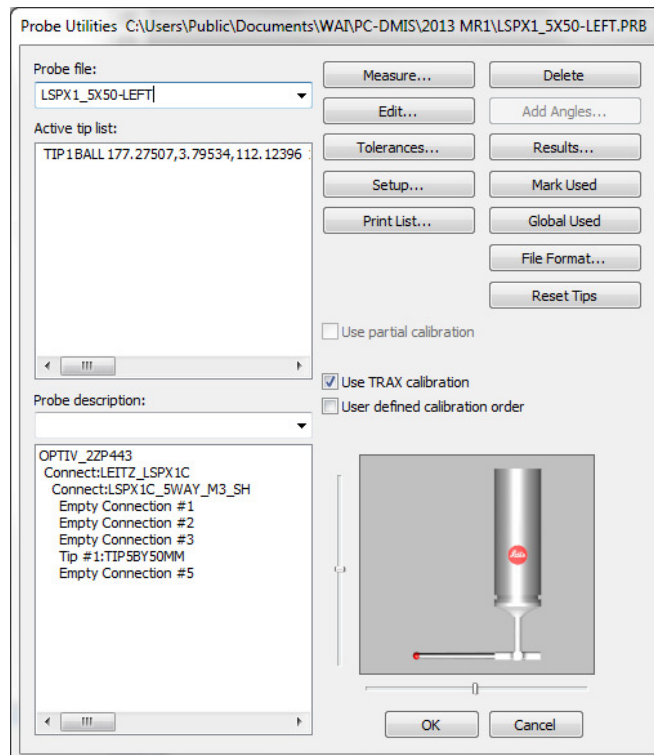 Probe Utilities C:\Users\Public\Documents\WAI\PC-DMIS\2013 MR1\LSPX1_5X50-LEFT.PRB
Probe file:
LSPX1_5X50-LEFT
Active tip list:
TIP1BALL 177.27507,3.79534,112.12396
Measure...
Delete
Edit...
Add Angles...
Tolerances...
Results...
Setup...
Mark Used
Print List...
Global Used
File Format...
Reset Tips
Use partial calibration
Use TRAX calibration
User defined calibration order
Probe description:
OPTIV_2ZP443
Connect:LEITZ_LSPX1C
Connect:LSPX1C_5WAY_M3_SH
Empty Connection #1
Empty Connection #2
Empty Connection #3
Tip #1:TIP5BY50MM
Empty Connection #5
OK
Cancel